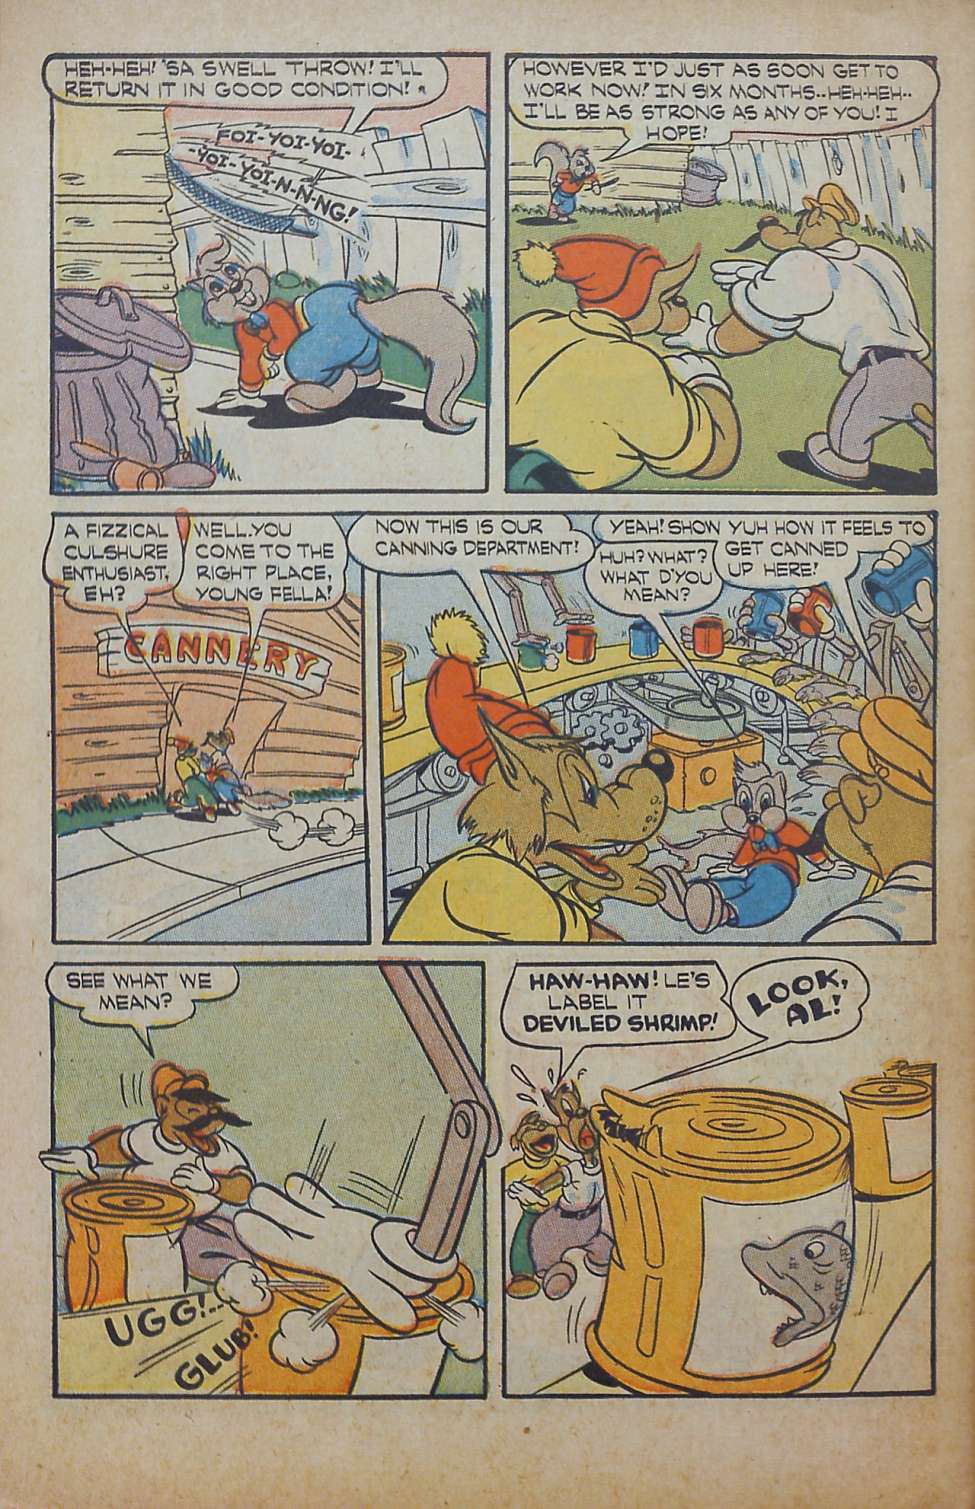 HEH-HEH! 'SA SWELL THROW! I'LL
RETURN IT IN GOOD CONDITION!
FOI-YOI-YOI-
-YOI-YOI-N-N-NG!
HOWEVER I'D JUST AS SOON GET TO
WORK NOW! IN SIX MONTHS--HEH-HEH--
I'LL BE AS STRONG AS ANY OF YOU! I
HOPE!
A FIZZICAL
CULSHURE
ENTHUSIAST,
EH?
WELL.YOU
COME TO THE
RIGHT PLACE,
YOUNG FELLA!
CANNERY
NOW THIS IS OUR
CANNING DEPARTMENT!
HUH? WHAT?
WHAT D'YOU
MEAN?
YEAH! SHOW YUH HOW IT FEELS TO
GET CANNED
UP HERE!
SEE WHAT WE
MEAN?
UGG!--
GLUB!
HAW-HAW! LE'S
LABEL IT
DEVILED SHRIMP!
LOOK,
AL!